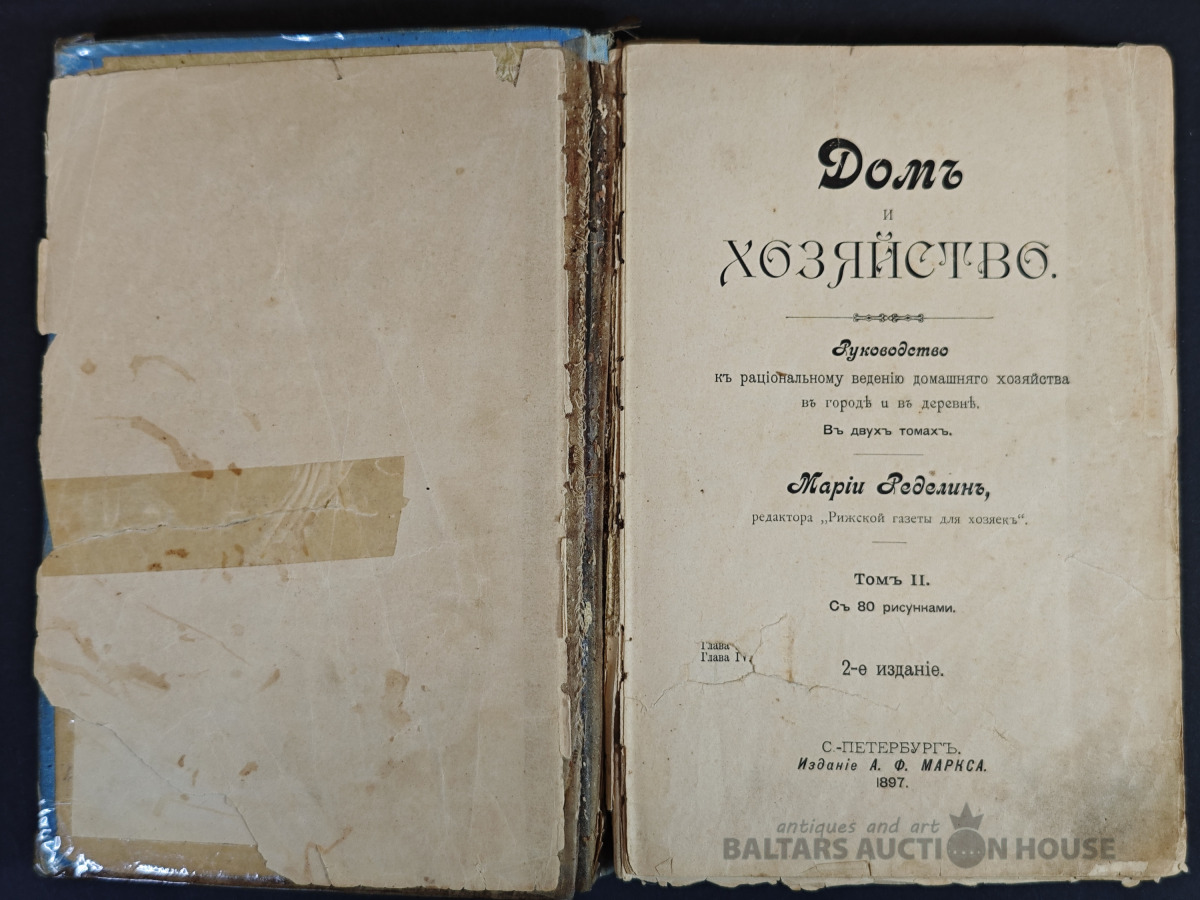 Домъ
и
ХОЗЯЙСТВО.
Руководство
къ раціональному веденію домашняго хозяйства
въ городѣ и въ деревнѣ.
Въ двухъ томахъ.
МаріиРеделинъ,
редактора „Рижской газеты для хозяекъ“.
Томъ II.
Съ 80 рисунками.
Глава
Глава
2-е изданіе.
С.-ПЕТЕРБУРГЪ.
Изданіе А. Ф. МАРКСА.
1897.
antiques and art
BALTARS AUCTION HOUSE